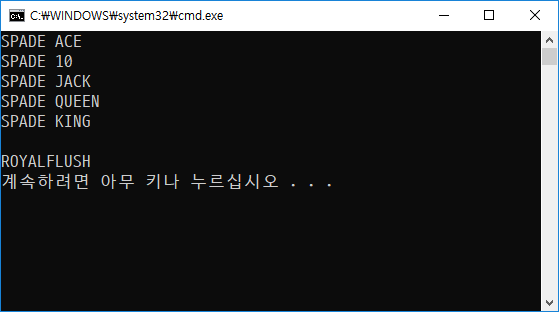 C:₩WINDOWS₩system32₩cmd.exe
SPADE ACE
SPADE 10
SPADE JACK
SPADE QUEEN
SPADE KING
ROYALFLUSH
계속하려면 아무 키나 누르십시오 . . .